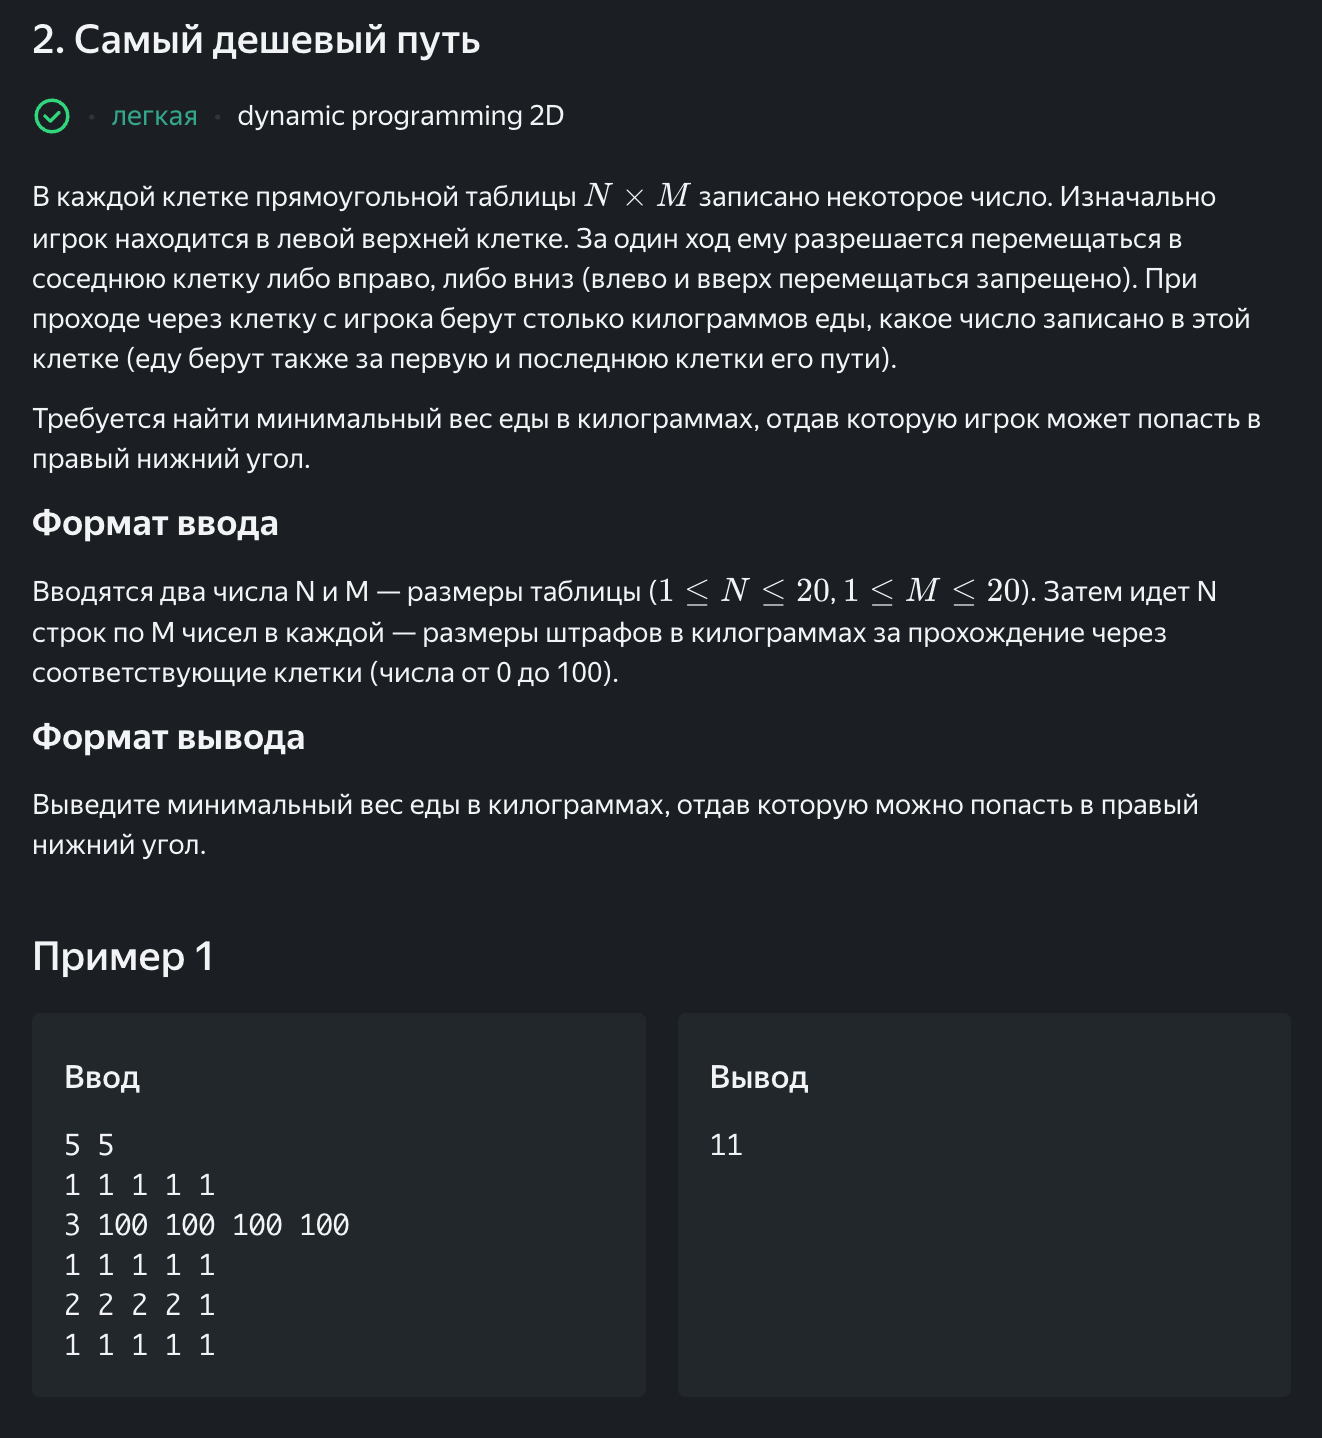 2. Самый дешевый путь
· легкая · dynamic programming 2D
В каждой клетке прямоугольной таблицы N × M записано некоторое число. Изначально
игрок находится в левой верхней клетке. За один ход ему разрешается перемещаться в
соседнюю клетку либо вправо, либо вниз (влево и вверх перемещаться запрещено). При
проходе через клетку с игрока берут столько килограммов еды, какое число записано в этой
клетке (еду берут также за первую и последнюю клетки его пути).
Требуется найти минимальный вес еды в килограммах, отдав которую игрок может попасть в
правый нижний угол.
Формат ввода
Вводятся два числа N и M — размеры таблицы (1 ≤ N ≤ 20, 1 ≤ M ≤ 20). Затем идет N
строк по M чисел в каждой — размеры штрафов в килограммах за прохождение через
соответствующие клетки (числа от 0 до 100).
Формат вывода
Выведите минимальный вес еды в килограммах, отдав которую можно попасть в правый
нижний угол.
Пример 1
Ввод
5 5
1 1 1 1 1
3 100 100 100 100
1 1 1 1 1
2 2 2 2 1
1 1 1 1 1
Вывод
11